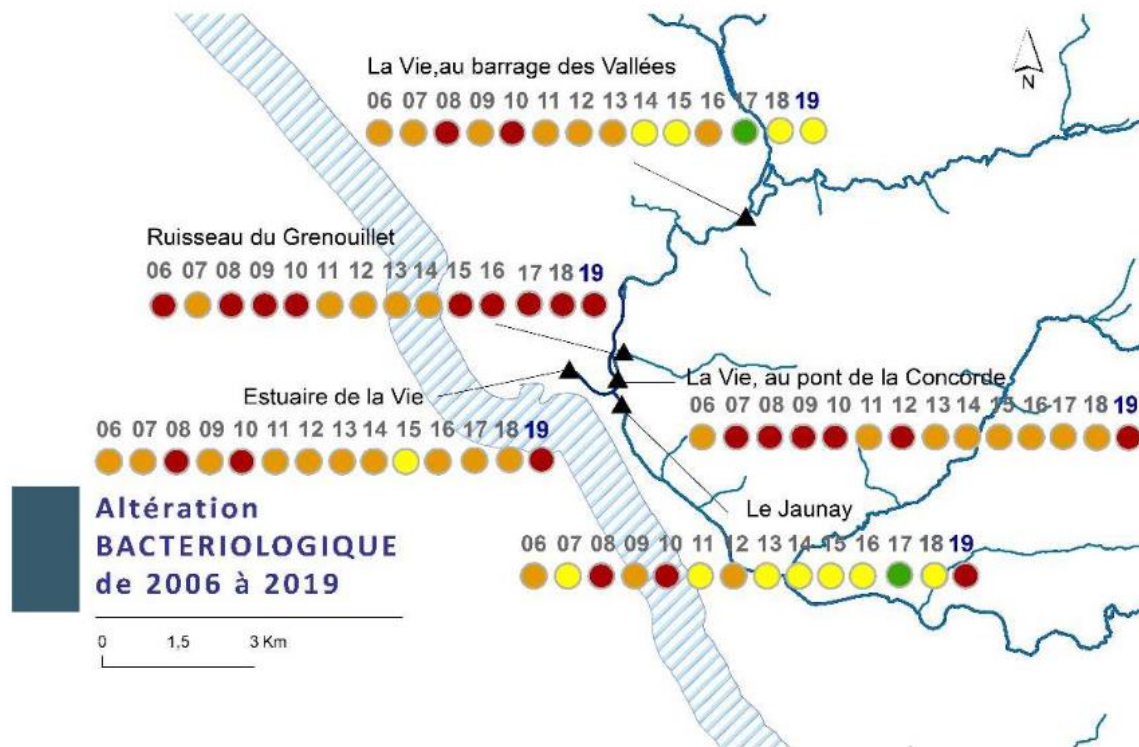 La Vie,au barrage des Vallées
06 07 08 09 10 11 12 13 14 15 16 17 18 19
N
Ruisseau du Grenouillet
06 07 08 09 10 11 12 13 14 15 16 17 18 19
La Vie, au pont de la Concorde
06 07 08 09 10 11 12 13 14 15 16 17 18 19
Estuaire de la Vie
06 07 08 09 10 11 12 13 14 15 16 17 18 19
Le Jaunay
06 07 08 09 10 11 12 13 14 15 16 17 18 19
Altération
BACTERIOLOGIQUE
de 2006 à 2019
0 1,5 3 Km